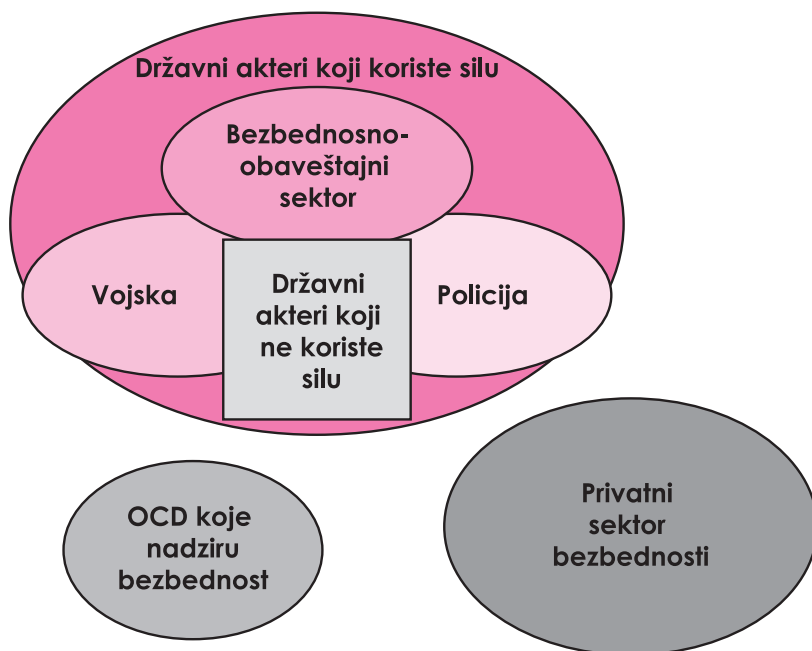 Državni akteri koji koriste silu
Bezbednosno-
obaveštajni
sektor
Vojska
Državni
akteri koji
ne koriste
silu
Policija
OCD koje
nadziru
bezbednost
Privatni
sektor
bezbednosti